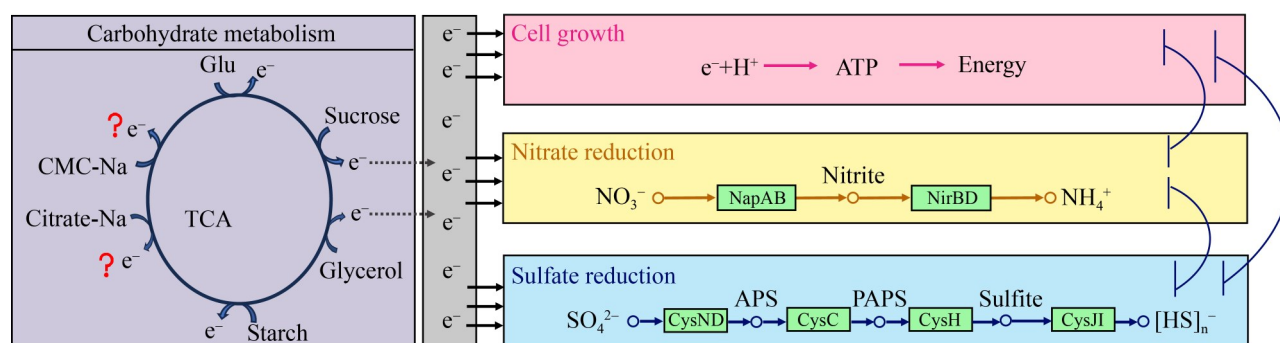 Carbohydrate metabolism
Glu
e⁻
? e⁻
Sucrose
CMC-Na
e⁻
Citrate-Na
TCA
e⁻
? e⁻
Glycerol
e⁻
Starch
e⁻
e⁻
e⁻
e⁻
e⁻
e⁻
e⁻
e⁻
Cell growth
e⁻+H⁺
ATP
Energy
Nitrate reduction
Nitrite
NO₃⁻
NapAB
NirBD
NH₄⁺
Sulfate reduction
APS
PAPS
Sulfite
SO₄²⁻
CysND
CysC
CysH
CysJI
[HS]ₙ⁻